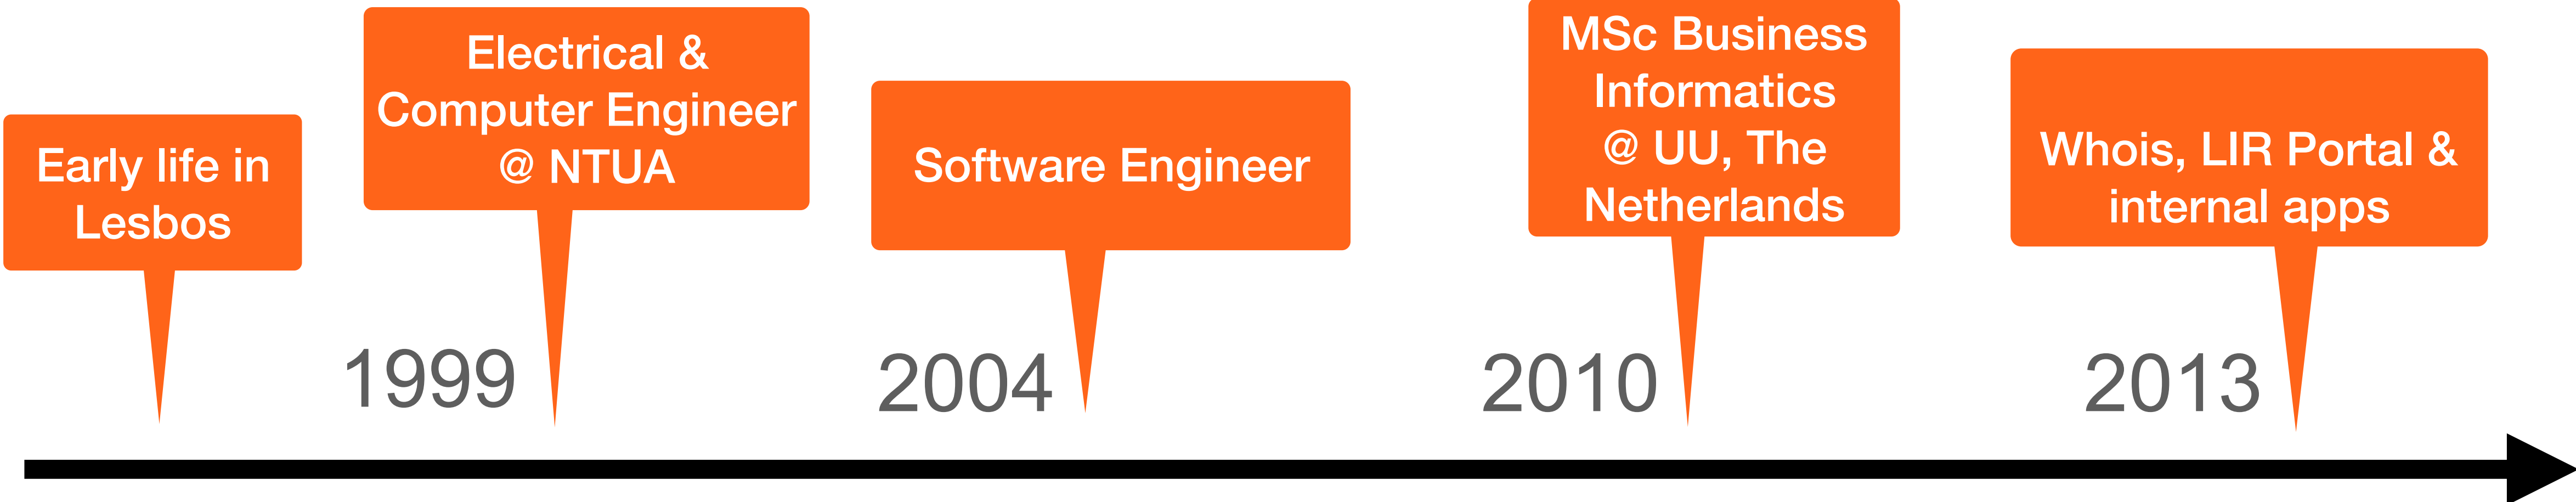 Early life in
Lesbos
1999
Electrical &
Computer Engineer
@ NTUA
2004
Software Engineer
2010
MSc Business
Informatics
@ UU, The
Netherlands
2013
Whois, LIR Portal &
internal apps